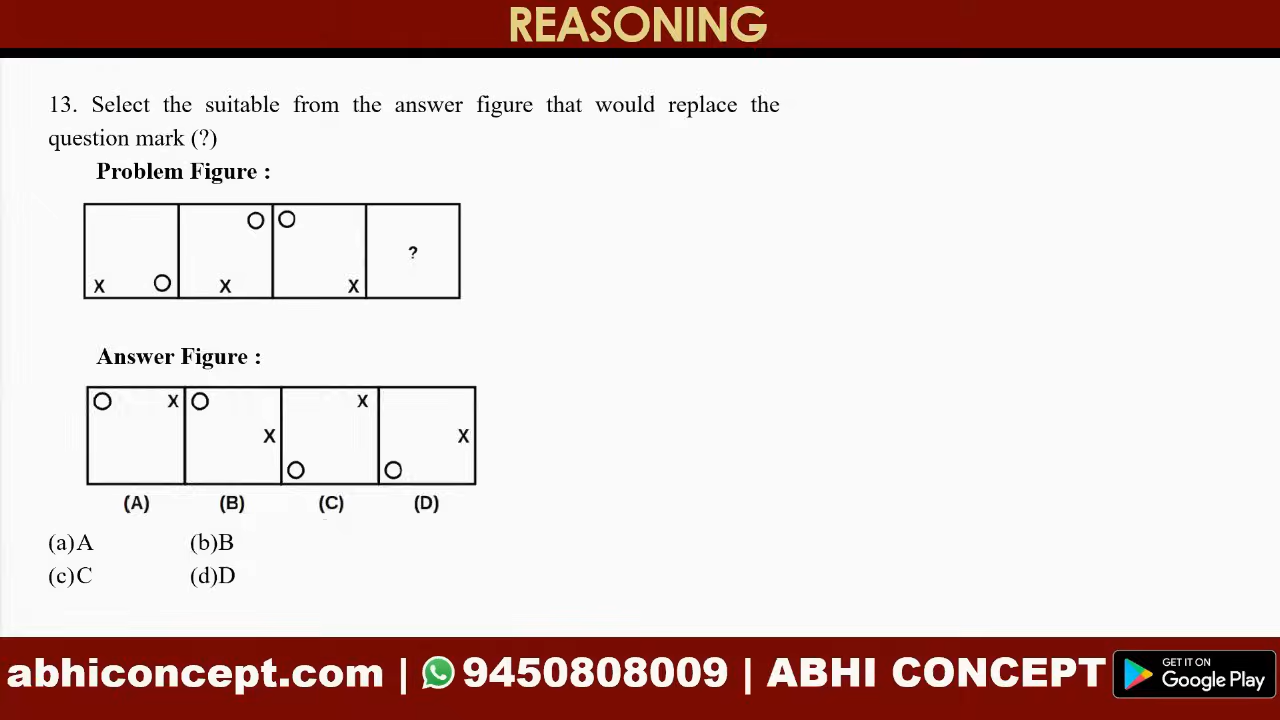 REASONING
13. Select the suitable from the answer figure that would replace the
question mark (?)
Problem Figure :
X X X ?
Answer Figure :
X X X X
(A) (B) (C) (D)
(a)A (b)B
(c)C (d)D
abhiconcept.com | 9450808009 | ABHI CONCEPT
GET IT ON
Google Play